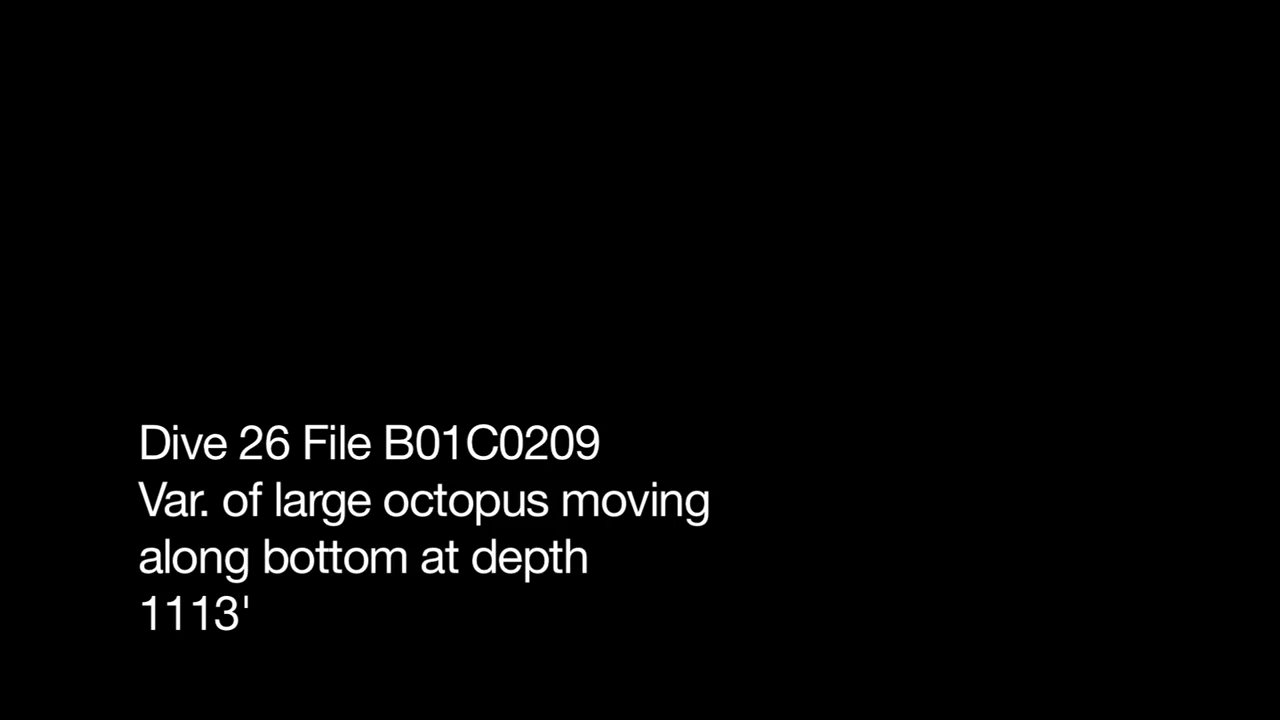 Dive 26 File B01C0209
Var. of large octopus moving
along bottom at depth
1113'